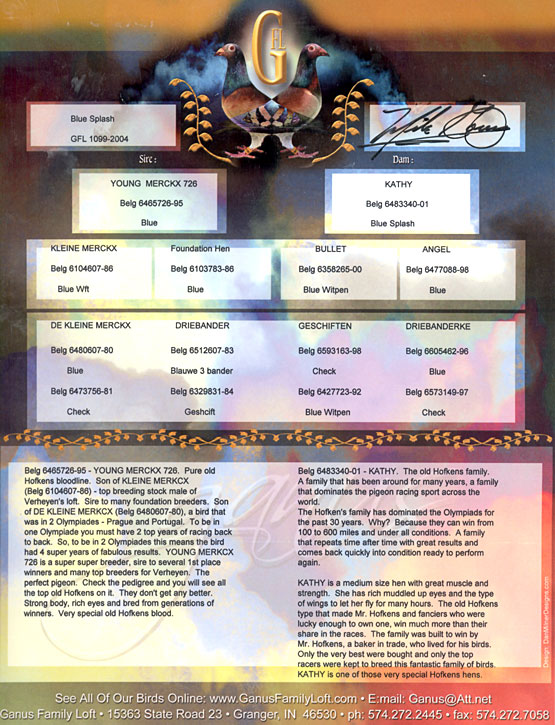 GFL
Blue Splash
GFL 1099-2004
Sire :
Dam :
YOUNG MERCKX 726
Belg 6465726-95
Blue
KATHY
Belg 6483340-01
Blue Splash
KLEINE MERCKX
Belg 6104607-86
Blue Wft
Foundation Hen
Belg 6103783-86
Blue
BULLET
Belg 6358265-00
Blue Witpen
ANGEL
Belg 6477088-98
Blue
DE KLEINE MERCKX
Belg 6480607-80
Blue
Belg 6473756-81
Check
DRIEBANDER
Belg 6512607-83
Blauwe 3 bander
Belg 6329831-84
Geshcift
GESCHIFTEN
Belg 6593163-98
Check
Belg 6427723-92
Blue Witpen
DRIEBANDERKE
Belg 6605462-96
Blue
Belg 6573149-97
Check
Belg 6465726-95 - YOUNG MERCKX 726. Pure old
Hofkens bloodline. Son of KLEINE MERKCX
(Belg 6104607-86) - top breeding stock male of
Verheyen's loft. Sire to many foundation breeders. Son
of DE KLEINE MERCKX (Belg 6480607-80), a bird that
was in 2 Olympiades - Prague and Portugal. To be in
one Olympiad you must have 2 top years of racing back
to back. So, to be in 2 Olympiades this means the bird
had 4 super years of fabulous results. YOUNG MERKCX
726 is a super super breeder, sire to several 1st place
winners and many top breeders for Verheyen. The
perfect pigeon. Check the pedigree and you will see all
the top old Hofkens on it. They don't get any better.
Strong body, rich eyes and bred from generations of
winners. Very special old Hofkens blood.
Belg 6483340-01 - KATHY. The old Hofkens family.
A family that has been around for many years, a family
that dominates the pigeon racing sport across the
world.
The Hofken's family has dominated the Olympiads for
the past 30 years. Why? Because they can win from
100 to 600 miles and under all conditions. A family
that repeats time after time with great results and
comes back quickly into condition ready to perform
again.
KATHY is a medium size hen with great muscle and
strength. She has rich muddled up eyes and the type
of wings to let her fly for many hours. The old Hofkens
type that made Mr. Hofkens and fanciers who were
lucky enough to own one, win much more than their
share in the races. The family was built to win by
Mr. Hofkens, a baker in trade, who lived for his birds.
Only the very best were bought and only the top
racers were kept to breed this fantastic family of birds.
KATHY is one of those very special Hofkens hens.
See All Of Our Birds Online: www.GanusFamilyLoft.com • E:mail: Ganus@Att.net
Ganus Family Loft • 15363 State Road 23 • Granger, IN 46530 • ph: 574.272.2445 • fax: 574.272.7058